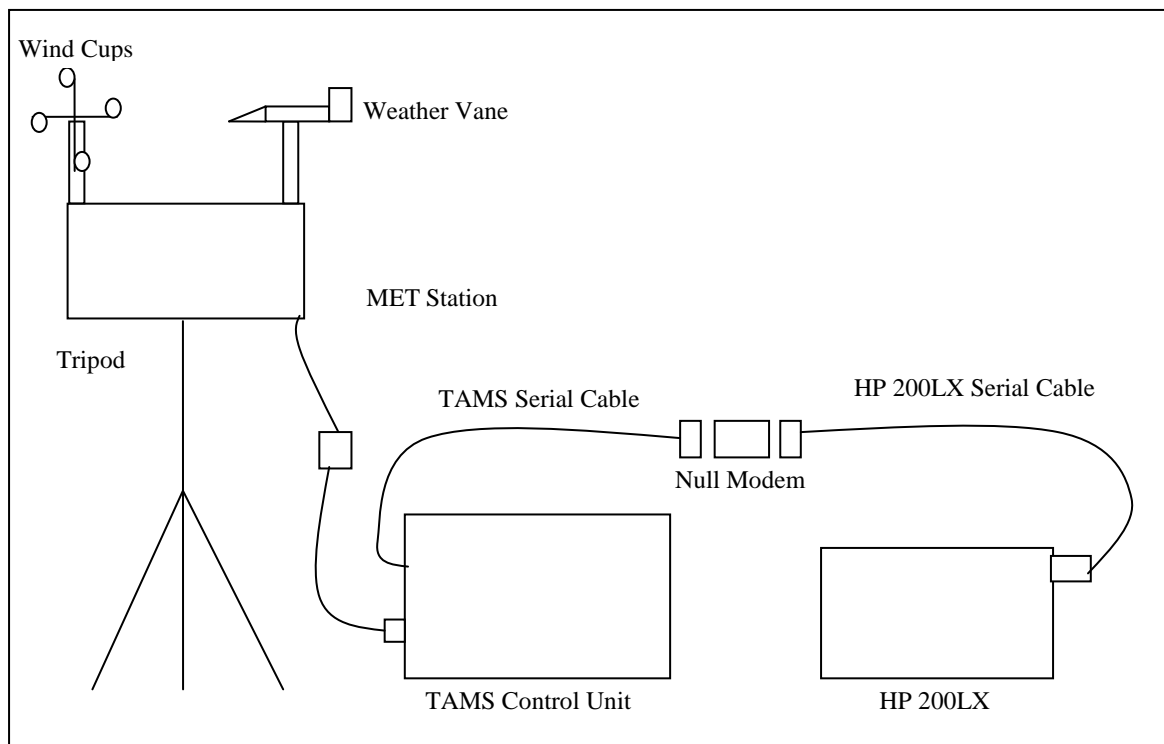 Wind Cups
Weather Vane
MET Station
Tripod
TAMS Serial Cable
HP 200LX Serial Cable
Null Modem
TAMS Control Unit
HP 200LX